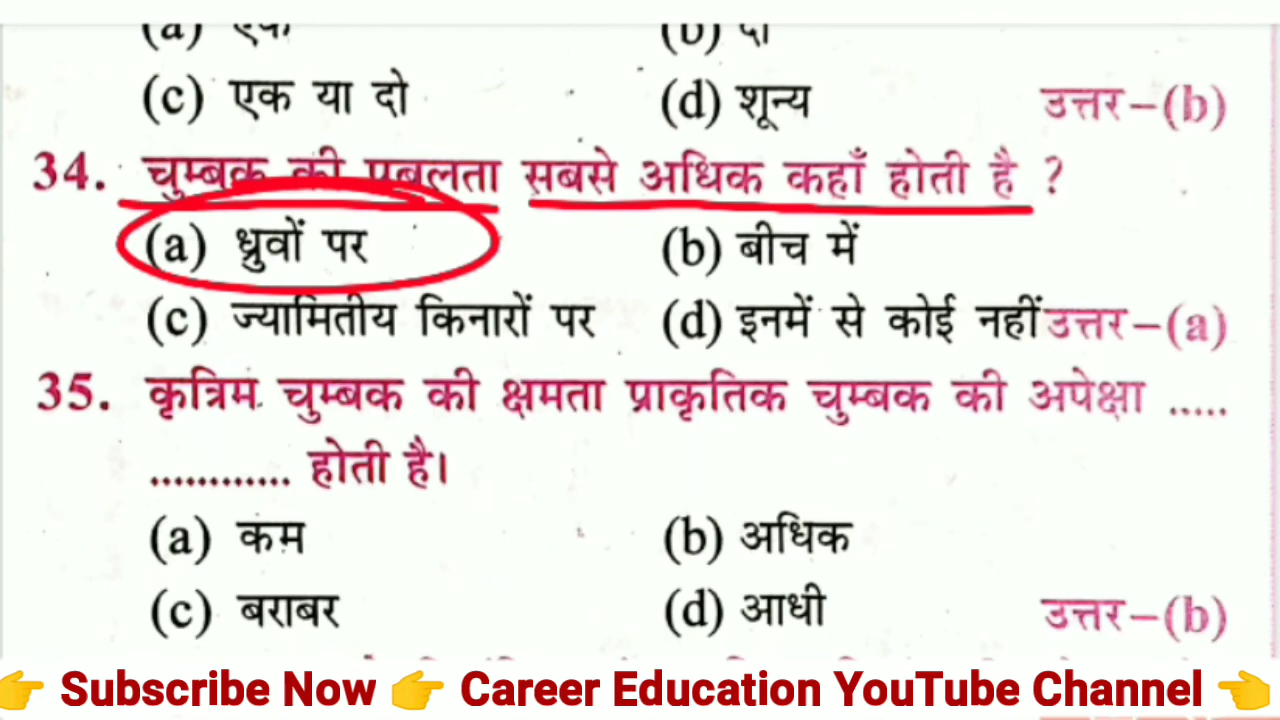 (c) एक या दो (d) शून्य उत्तर–(b)
34. चुम्बक की प्रबलता सबसे अधिक कहाँ होती है ?
(a) ध्रुवों पर (b) बीच में
(c) ज्यामितीय किनारों पर (d) इनमें से कोई नहीं उत्तर–(a)
35. कृत्रिम चुम्बक की क्षमता प्राकृतिक चुम्बक की अपेक्षा .....
............ होती है।
(a) कम (b) अधिक
(c) बराबर (d) आधी उत्तर–(b)
👉 Subscribe Now 👉 Career Education YouTube Channel 👈